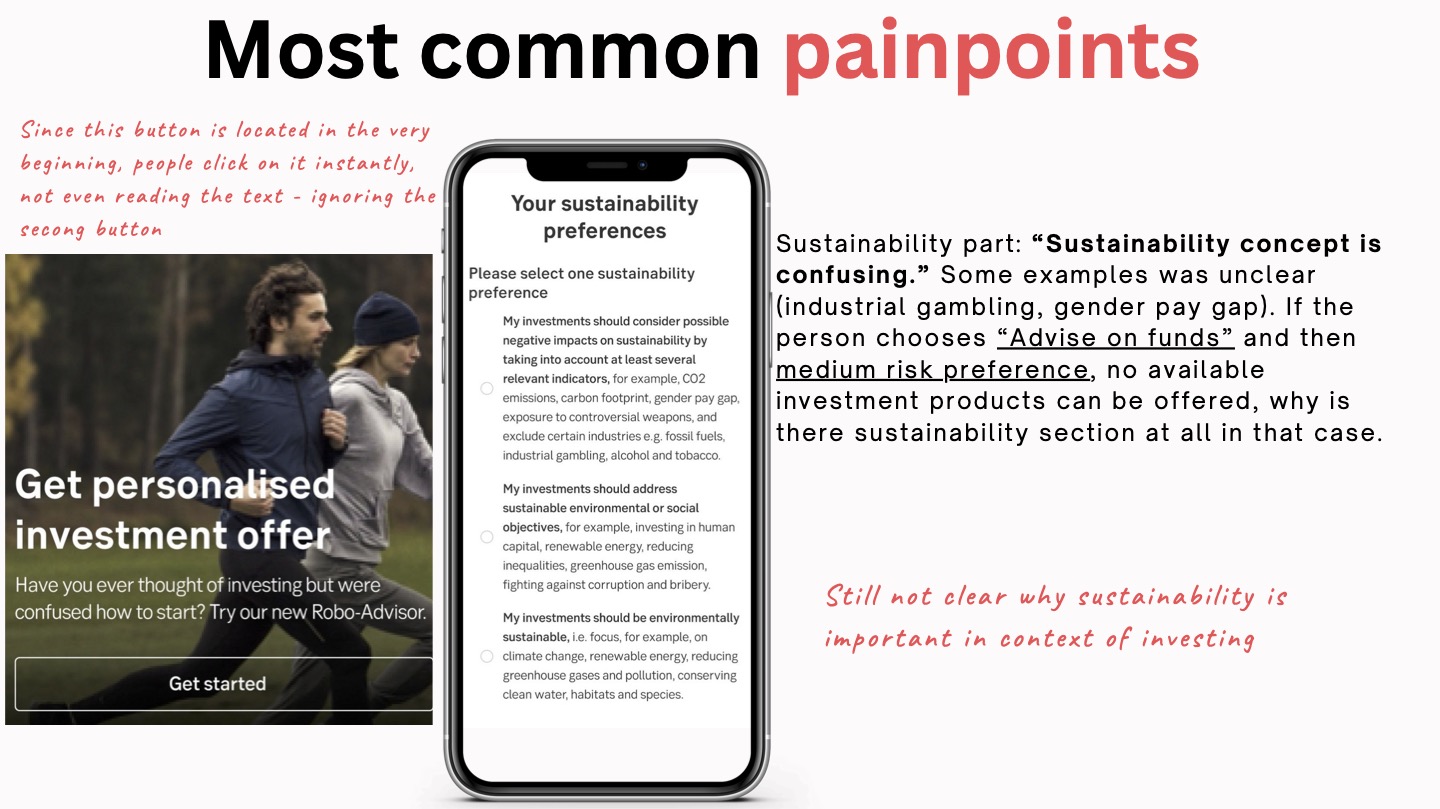 Most common painpoints
Since this button is located in the very
beginning, people click on it instantly,
not even reading the text - ignoring the
secong button
Get personalised
investment offer
Have you ever thought of investing but were
confused how to start? Try our new Robo-Advisor.
Get started
Your sustainability
preferences
Please select one sustainability
preference
My investments should consider possible
negative impacts on sustainability by
taking into account at least several
relevant indicators, for example, CO2
emissions, carbon footprint, gender pay gap,
exposure to controversial weapons, and
exclude certain industries e.g. fossil fuels,
industrial gambling, alcohol and tobacco.
My investments should address
sustainable environmental or social
objectives, for example, investing in human
capital, renewable energy, reducing
inequalities, greenhouse gas emission,
fighting against corruption and bribery.
My investments should be environmentally
sustainable, i.e. focus, for example, on
climate change, renewable energy, reducing
greenhouse gases and pollution, conserving
clean water, habitats and species.
Sustainability part: “Sustainability concept is
confusing.” Some examples was unclear
(industrial gambling, gender pay gap). If the
person chooses “Advise on funds” and then
medium risk preference, no available
investment products can be offered, why is
there sustainability section at all in that case.
Still not clear why sustainability is
important in context of investing